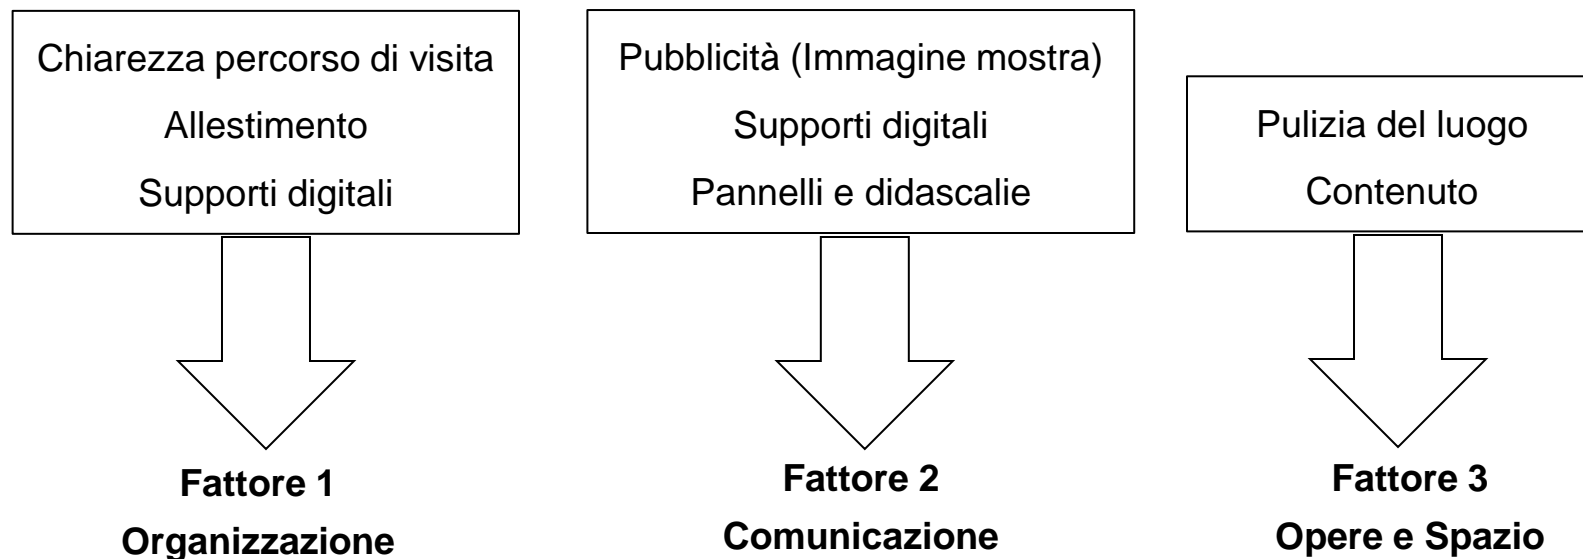 Chiarezza percorso di visita
Allestimento
Supporti digitali
Fattore 1
Organizzazione
Pubblicità (Immagine mostra)
Supporti digitali
Pannelli e didascalie
Fattore 2
Comunicazione
Pulizia del luogo
Contenuto
Fattore 3
Opere e Spazio